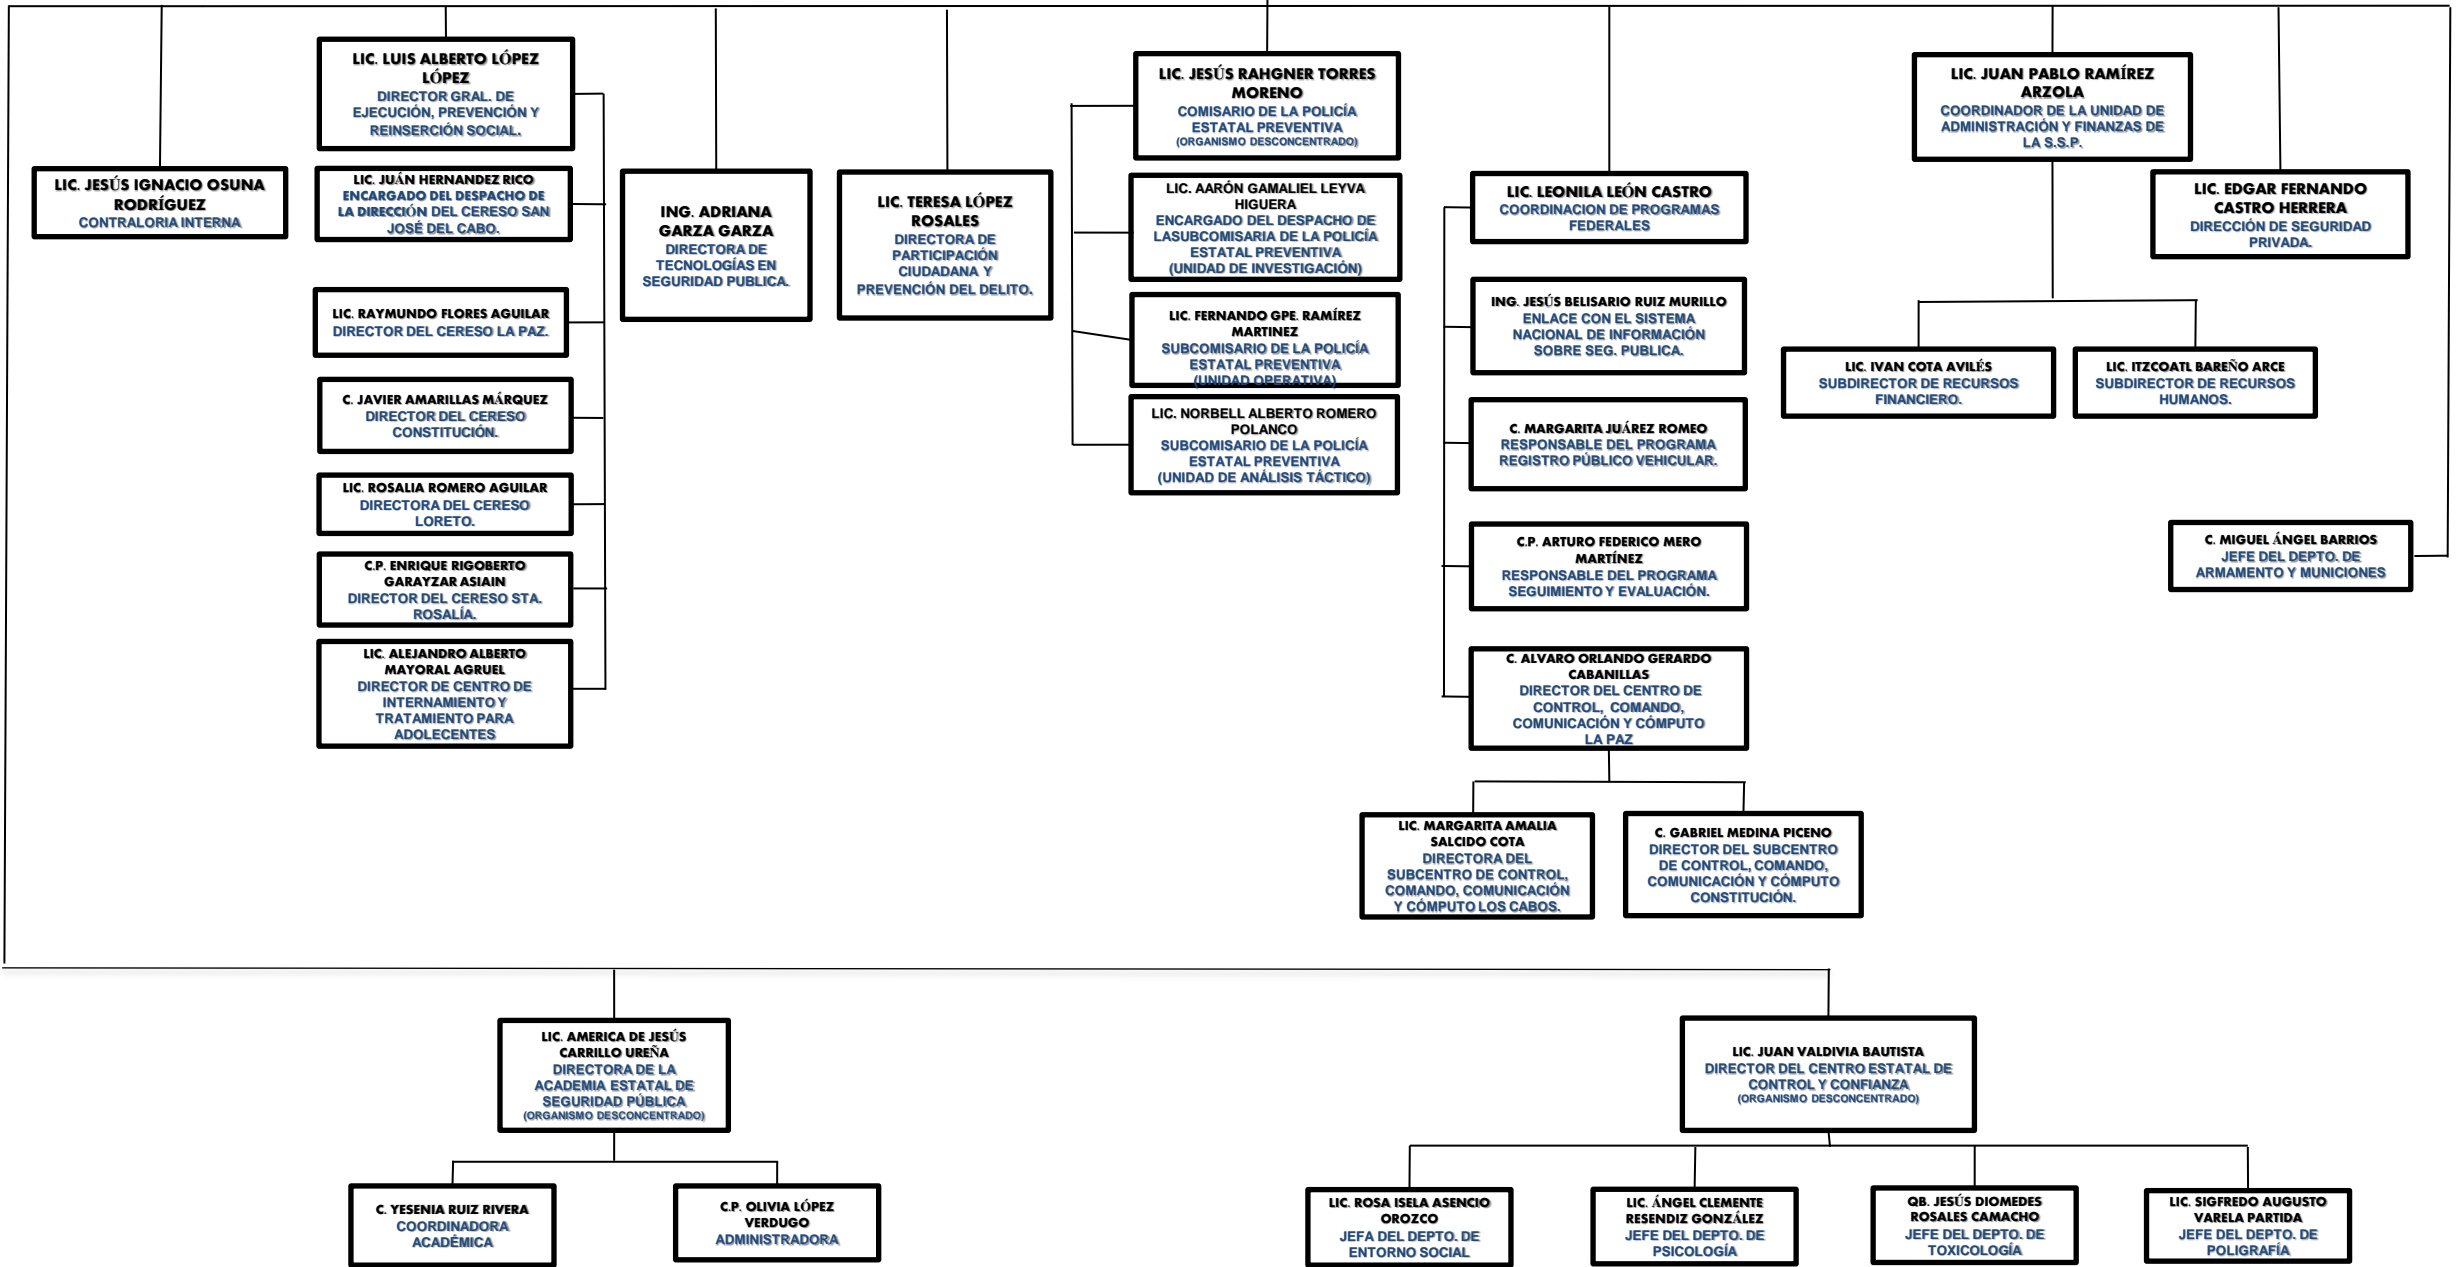 LIC. LUIS ALBERTO LÓPEZ
LÓPEZ
DIRECTOR GRAL. DE
EJECUCIÓN, PREVENCIÓN Y
REINSERCIÓN SOCIAL.
LIC. JESÚS RAHGNER TORRES
MORENO
COMISARIO DE LA POLICÍA
ESTATAL PREVENTIVA
(ORGANISMO DESCONCENTRADO)
LIC. JUAN PABLO RAMÍREZ
ARZOLA
COORDINADOR DE LA UNIDAD DE
ADMINISTRACIÓN Y FINANZAS DE
LA S.S.P.
LIC. JESÚS IGNACIO OSUNA
RODRÍGUEZ
CONTRALORIA INTERNA
LIC. JUÁN HERNANDEZ RICO
ENCARGADO DEL DESPACHO DE
LA DIRECCIÓN DEL CERESO SAN
JOSÉ DEL CABO.
ING. ADRIANA
GARZA GARZA
DIRECTORA DE
TECNOLOGÍAS EN
SEGURIDAD PUBLICA.
LIC. TERESA LÓPEZ
ROSALES
DIRECTORA DE
PARTICIPACIÓN
CIUDADANA Y
PREVENCIÓN DEL DELITO.
LIC. AARÓN GAMALIEL LEYVA
HIGUERA
ENCARGADO DEL DESPACHO DE
LASUBCOMISARIA DE LA POLICÍA
ESTATAL PREVENTIVA
(UNIDAD DE INVESTIGACIÓN)
LIC. LEONILA LEÓN CASTRO
COORDINACION DE PROGRAMAS
FEDERALES
LIC. EDGAR FERNANDO
CASTRO HERRERA
DIRECCIÓN DE SEGURIDAD
PRIVADA.
LIC. RAYMUNDO FLORES AGUILAR
DIRECTOR DEL CERESO LA PAZ.
LIC. FERNANDO GPE. RAMÍREZ
MARTINEZ
SUBCOMISARIO DE LA POLICÍA
ESTATAL PREVENTIVA
(UNIDAD OPERATIVA)
ING. JESÚS BELISARIO RUIZ MURILLO
ENLACE CON EL SISTEMA
NACIONAL DE INFORMACIÓN
SOBRE SEG. PUBLICA.
LIC. IVAN COTA AVILÉS
SUBDIRECTOR DE RECURSOS
FINANCIERO.
LIC. ITZCOATL BAREÑO ARCE
SUBDIRECTOR DE RECURSOS
HUMANOS.
C. JAVIER AMARILLAS MÁRQUEZ
DIRECTOR DEL CERESO
CONSTITUCIÓN.
LIC. NORBELL ALBERTO ROMERO
POLANCO
SUBCOMISARIO DE LA POLICÍA
ESTATAL PREVENTIVA
(UNIDAD DE ANÁLISIS TÁCTICO)
C. MARGARITA JUÁREZ ROMEO
RESPONSABLE DEL PROGRAMA
REGISTRO PÚBLICO VEHICULAR.
LIC. ROSALIA ROMERO AGUILAR
DIRECTORA DEL CERESO
LORETO.
C.P. ARTURO FEDERICO MERO
MARTÍNEZ
RESPONSABLE DEL PROGRAMA
SEGUIMIENTO Y EVALUACIÓN.
C. MIGUEL ÁNGEL BARRIOS
JEFE DEL DEPTO. DE
ARMAMENTO Y MUNICIONES
C.P. ENRIQUE RIGOBERTO
GARAYZAR ASIAIN
DIRECTOR DEL CERESO STA.
ROSALÍA.
LIC. ALEJANDRO ALBERTO
MAYORAL AGRUEL
DIRECTOR DE CENTRO DE
INTERNAMIENTO Y
TRATAMIENTO PARA
ADOLECENTES
C. ALVARO ORLANDO GERARDO
CABANILLAS
DIRECTOR DEL CENTRO DE
CONTROL, COMANDO,
COMUNICACIÓN Y CÓMPUTO
LA PAZ
LIC. MARGARITA AMALIA
SALCIDO COTA
DIRECTORA DEL
SUBCENTRO DE CONTROL,
COMANDO, COMUNICACIÓN
Y CÓMPUTO LOS CABOS.
C. GABRIEL MEDINA PICENO
DIRECTOR DEL SUBCENTRO
DE CONTROL, COMANDO,
COMUNICACIÓN Y CÓMPUTO
CONSTITUCIÓN.
LIC. AMERICA DE JESÚS
CARRILLO UREÑA
DIRECTORA DE LA
ACADEMIA ESTATAL DE
SEGURIDAD PÚBLICA
(ORGANISMO DESCONCENTRADO)
LIC. JUAN VALDIVIA BAUTISTA
DIRECTOR DEL CENTRO ESTATAL DE
CONTROL Y CONFIANZA
(ORGANISMO DESCONCENTRADO)
C. YESENIA RUIZ RIVERA
COORDINADORA
ACADÉMICA
C.P. OLIVIA LÓPEZ
VERDUGO
ADMINISTRADORA
LIC. ROSA ISELA ASENCIO
OROZCO
JEFA DEL DEPTO. DE
ENTORNO SOCIAL
LIC. ÁNGEL CLEMENTE
RESENDIZ GONZÁLEZ
JEFE DEL DEPTO. DE
PSICOLOGÍA
QB. JESÚS DIOMEDES
ROSALES CAMACHO
JEFE DEL DEPTO. DE
TOXICOLOGÍA
LIC. SIGFREDO AUGUSTO
VARELA PARTIDA
JEFE DEL DEPTO. DE
POLIGRAFÍA